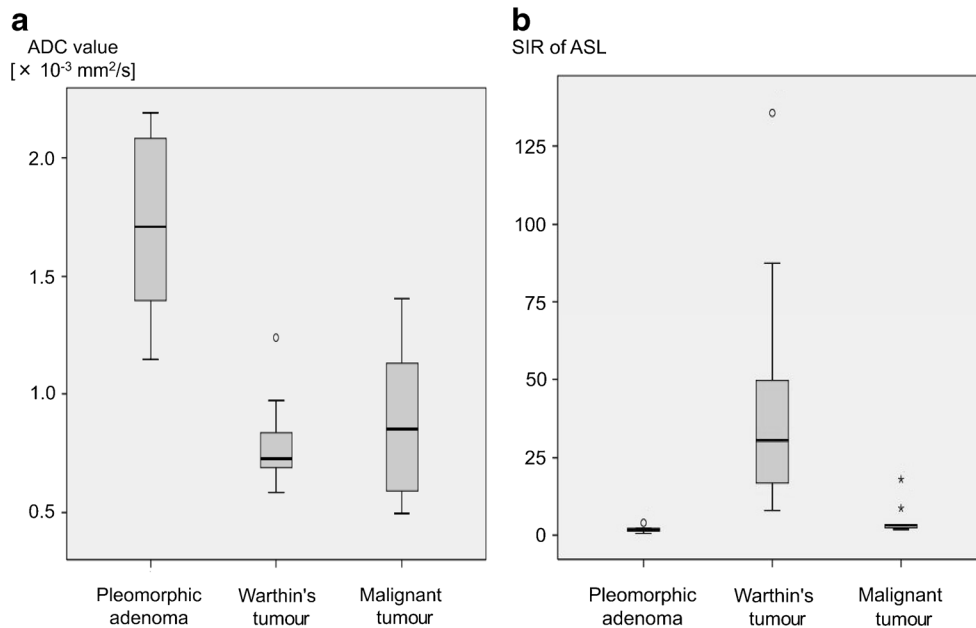 a
ADC value
[× 10⁻³ mm²/s]
2.0
1.5
1.0
0.5
Pleomorphic
adenoma
Warthin's
tumour
Malignant
tumour
b
SIR of ASL
125
100
75
50
25
0
Pleomorphic
adenoma
Warthin's
tumour
Malignant
tumour